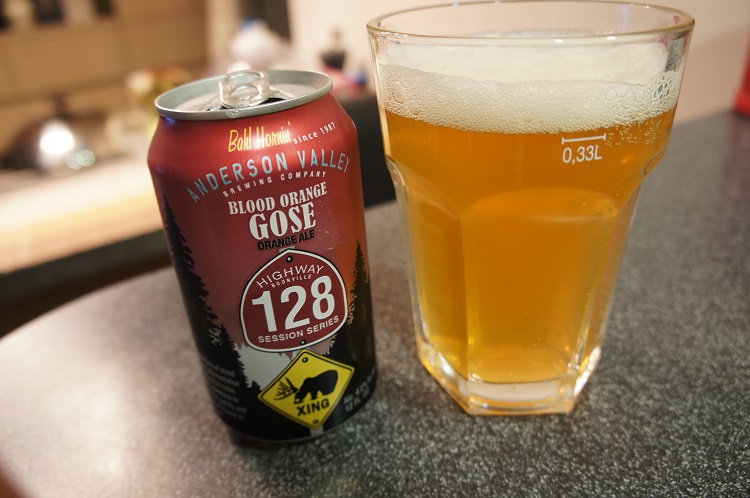 Bahl Hornin' since 1987
ANDERSON VALLEY
BREWING COMPANY
BLOOD ORANGE
GOSE
ORANGE ALE
HIGHWAY
BOONVILLE
128
SESSION SERIES
XING
0,33L